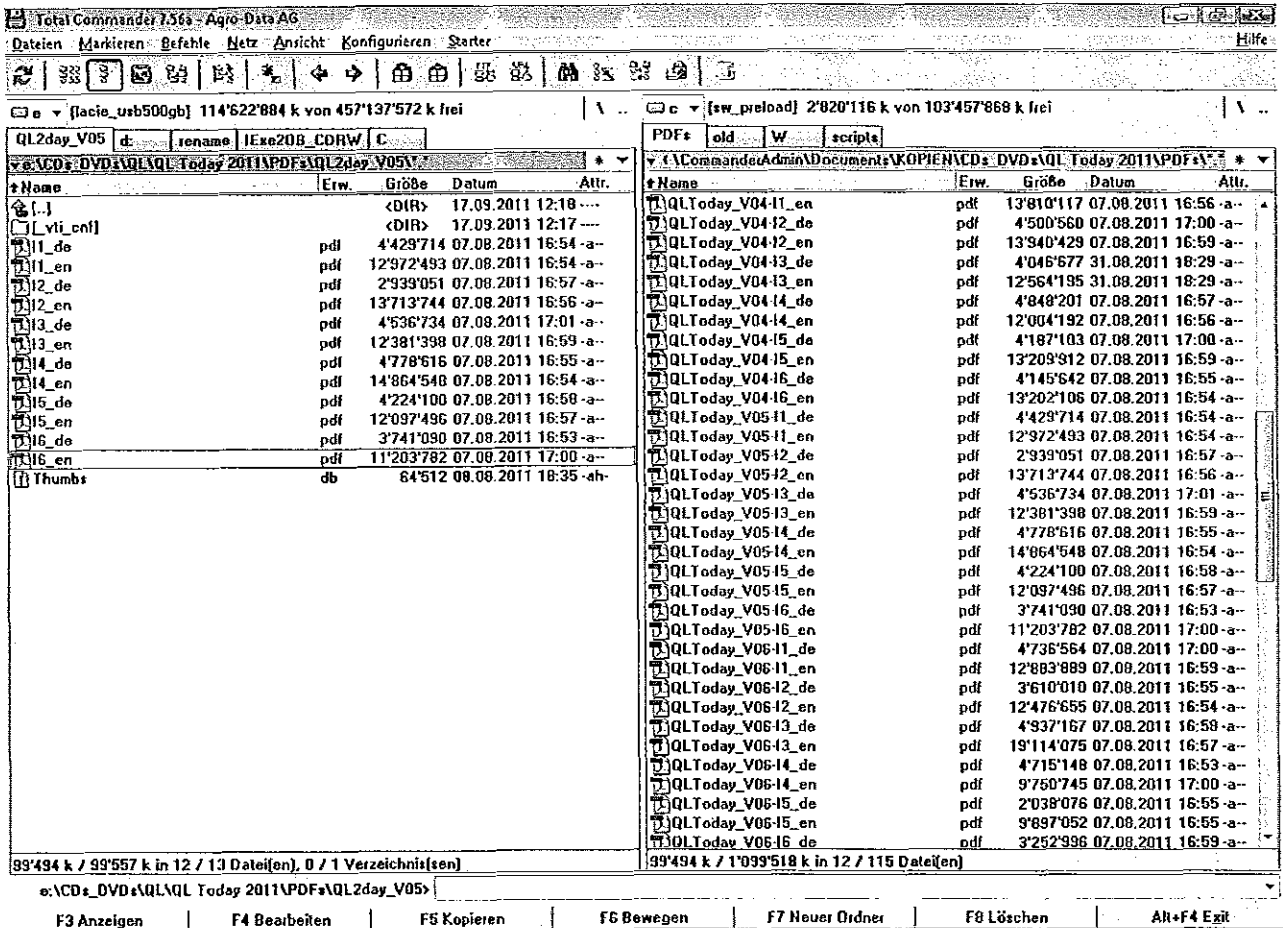 Total Commander 7.56a - Agro-Data AG
Dateien Markieren Befehle Netz Ansicht Konfigurieren Starter Hilfe
e [lacie_usb500gb] 114'622'884 k von 457'137'572 k frei \ ..
QL2day_V05 d: rename IExe2OB_CDRW C
e:\CDs_DVDs\QL\QL Today 2011\PDFs\QL2day_V05\*.* * 
Name Erw. Größe Datum Attr.
[..] <DIR> 17.09.2011 12:18 ----
[_vti_cnf] <DIR> 17.09.2011 12:17 ----
I1_de pdf 4'429'714 07.08.2011 16:54 -a--
I1_en pdf 12'972'493 07.08.2011 16:54 -a--
I2_de pdf 2'939'051 07.08.2011 16:57 -a--
I2_en pdf 13'713'744 07.08.2011 16:56 -a--
I3_de pdf 4'536'734 07.08.2011 17:01 -a--
I3_en pdf 12'381'398 07.08.2011 16:59 -a--
I4_de pdf 4'778'616 07.08.2011 16:55 -a--
I4_en pdf 14'864'548 07.08.2011 16:54 -a--
I5_de pdf 4'224'100 07.08.2011 16:58 -a--
I5_en pdf 12'097'496 07.08.2011 16:57 -a--
I6_de pdf 3'741'090 07.08.2011 16:53 -a--
I6_en pdf 11'203'782 07.08.2011 17:00 -a--
Thumbs db 64'512 08.08.2011 18:35 -ah-
99'494 k / 99'557 k in 12 / 13 Datei(en), 0 / 1 Verzeichnis(sen)
c [sw_preload] 2'820'116 k von 103'457'868 k frei \ ..
PDFs old W scripts
\CommanderAdmin\Documents\KOPIEN\CDs_DVDs\QL Today 2011\PDFs\*.* *
Name Erw. Größe Datum Attr.
QLToday_V04-I1_en pdf 13'810'117 07.08.2011 16:56 -a--
QLToday_V04-I2_de pdf 4'500'560 07.08.2011 17:00 -a--
QLToday_V04-I2_en pdf 13'940'429 07.08.2011 16:59 -a--
QLToday_V04-I3_de pdf 4'046'677 31.08.2011 18:29 -a--
QLToday_V04-I3_en pdf 12'564'195 31.08.2011 18:29 -a--
QLToday_V04-I4_de pdf 4'848'201 07.08.2011 16:57 -a--
QLToday_V04-I4_en pdf 12'004'192 07.08.2011 16:56 -a--
QLToday_V04-I5_de pdf 4'187'103 07.08.2011 17:00 -a--
QLToday_V04-I5_en pdf 13'209'912 07.08.2011 16:59 -a--
QLToday_V04-I6_de pdf 4'145'642 07.08.2011 16:55 -a--
QLToday_V04-I6_en pdf 13'202'106 07.08.2011 16:54 -a--
QLToday_V05-I1_de pdf 4'429'714 07.08.2011 16:54 -a--
QLToday_V05-I1_en pdf 12'972'493 07.08.2011 16:54 -a--
QLToday_V05-I2_de pdf 2'939'051 07.08.2011 16:57 -a--
QLToday_V05-I2_en pdf 13'713'744 07.08.2011 16:56 -a--
QLToday_V05-I3_de pdf 4'536'734 07.08.2011 17:01 -a--
QLToday_V05-I3_en pdf 12'381'398 07.08.2011 16:59 -a--
QLToday_V05-I4_de pdf 4'778'616 07.08.2011 16:55 -a--
QLToday_V05-I4_en pdf 14'864'548 07.08.2011 16:54 -a--
QLToday_V05-I5_de pdf 4'224'100 07.08.2011 16:58 -a--
QLToday_V05-I5_en pdf 12'097'496 07.08.2011 16:57 -a--
QLToday_V05-I6_de pdf 3'741'090 07.08.2011 16:53 -a--
QLToday_V05-I6_en pdf 11'203'782 07.08.2011 17:00 -a--
QLToday_V06-I1_de pdf 4'736'564 07.08.2011 17:00 -a--
QLToday_V06-I1_en pdf 12'883'889 07.08.2011 16:59 -a--
QLToday_V06-I2_de pdf 3'610'010 07.08.2011 16:55 -a--
QLToday_V06-I2_en pdf 12'476'655 07.08.2011 16:54 -a--
QLToday_V06-I3_de pdf 4'937'167 07.08.2011 16:58 -a--
QLToday_V06-I3_en pdf 19'114'075 07.08.2011 16:57 -a--
QLToday_V06-I4_de pdf 4'715'148 07.08.2011 16:53 -a--
QLToday_V06-I4_en pdf 9'750'745 07.08.2011 17:00 -a--
QLToday_V06-I5_de pdf 2'038'076 07.08.2011 16:55 -a--
QLToday_V06-I5_en pdf 9'897'052 07.08.2011 16:55 -a--
QLToday_V06-I6_de pdf 3'252'996 07.08.2011 16:59 -a--
99'494 k / 1'099'518 k in 12 / 115 Datei(en)
e:\CDs_DVDs\QL\QL Today 2011\PDFs\QL2day_V05>
F3 Anzeigen F4 Bearbeiten F5 Kopieren F6 Bewegen F7 Neuer Ordner F8 Löschen Alt+F4 Exit